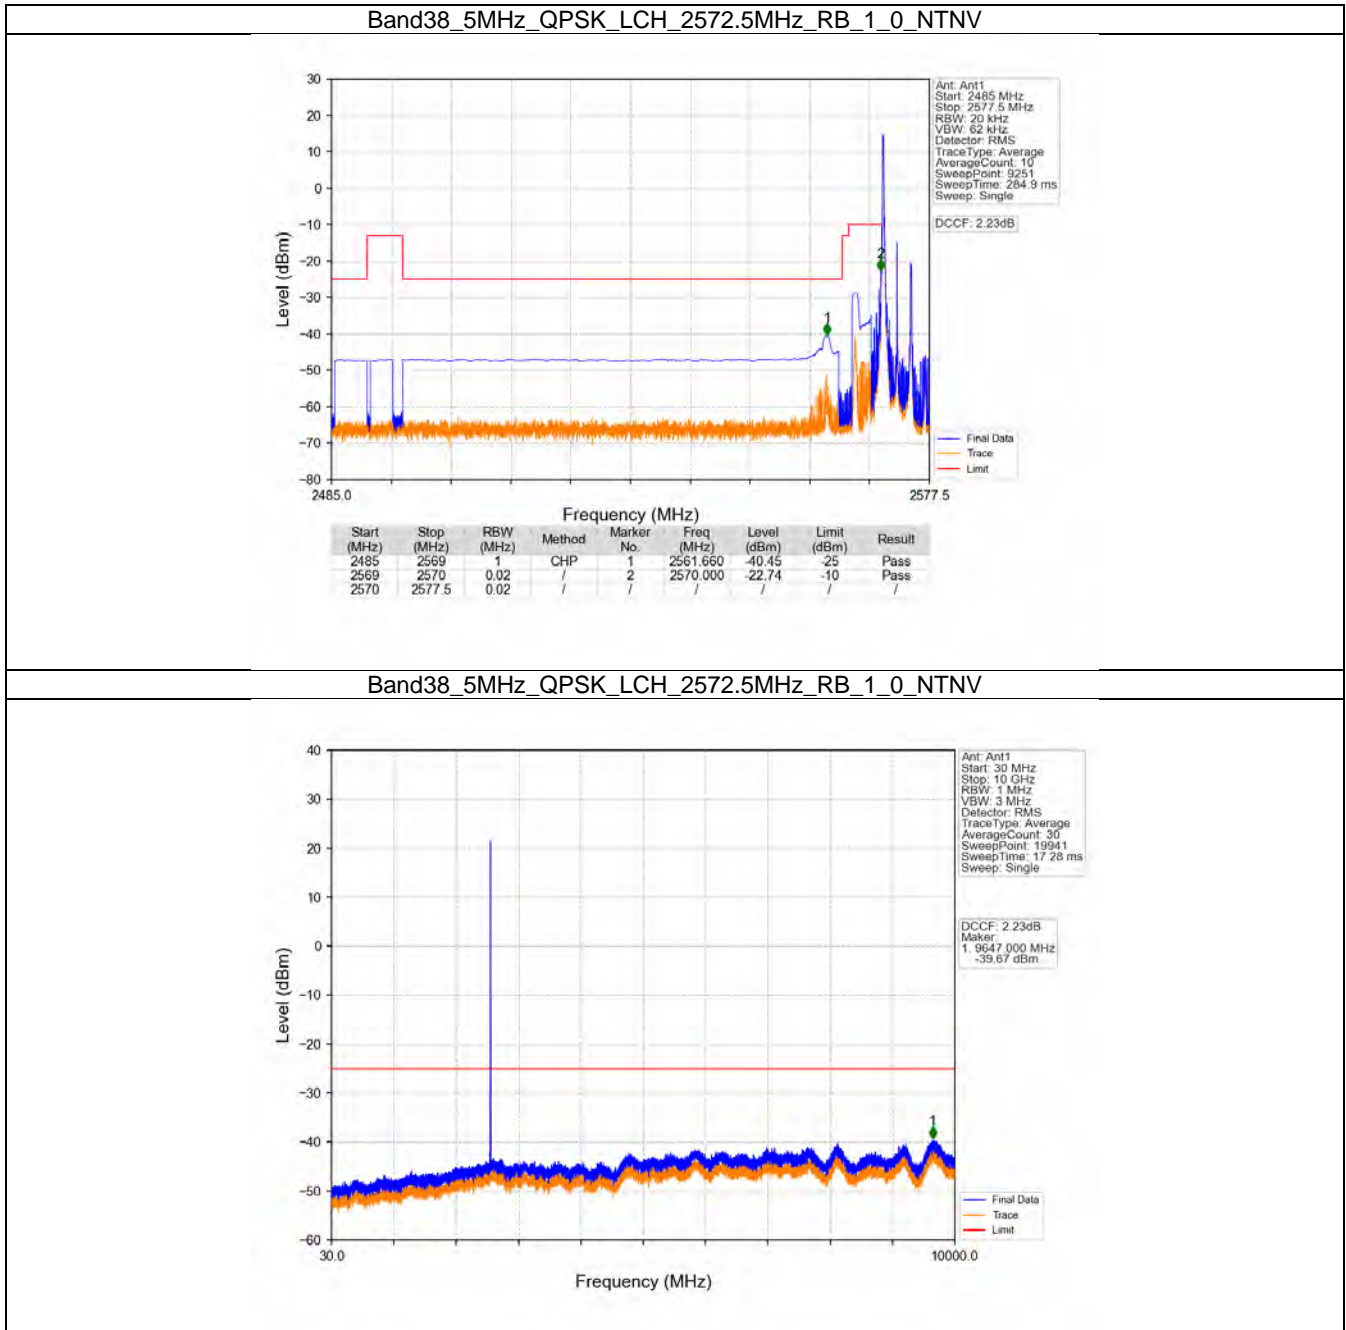 Band38_5MHz_QPSK_LCH_2572.5MHz_RB_1_0_NTNV
30
20
10
0
−10
−20
−30
−40
−50
−60
−70
−80
Level (dBm)
2485.0
2577.5
Frequency (MHz)
1
2
Ant: Ant1
Start: 2485 MHz
Stop: 2577.5 MHz
RBW: 20 kHz
VBW: 62 kHz
Detector: RMS
TraceType: Average
AverageCount: 10
SweepPoint: 9251
SweepTime: 284.9 ms
Sweep: Single
DCCF: 2.23dB
Final Data
Trace
Limit
Start (MHz) Stop (MHz) RBW (MHz) Method Marker No. Freq (MHz) Level (dBm) Limit (dBm) Result
2485 2569 1 CHP 1 2561.660 -40.45 -25 Pass
2569 2570 0.02 / 2 2570.000 -22.74 -10 Pass
2570 2577.5 0.02 / / / / / /
Band38_5MHz_QPSK_LCH_2572.5MHz_RB_1_0_NTNV
40
30
20
10
0
−10
−20
−30
−40
−50
−60
Level (dBm)
30.0
10000.0
Frequency (MHz)
1
Ant: Ant1
Start: 30 MHz
Stop: 10 GHz
RBW: 1 MHz
VBW: 3 MHz
Detector: RMS
TraceType: Average
AverageCount: 30
SweepPoint: 19941
SweepTime: 17.28 ms
Sweep: Single
DCCF: 2.23dB
Maker:
1. 9647.000 MHz
-39.67 dBm
Final Data
Trace
Limit